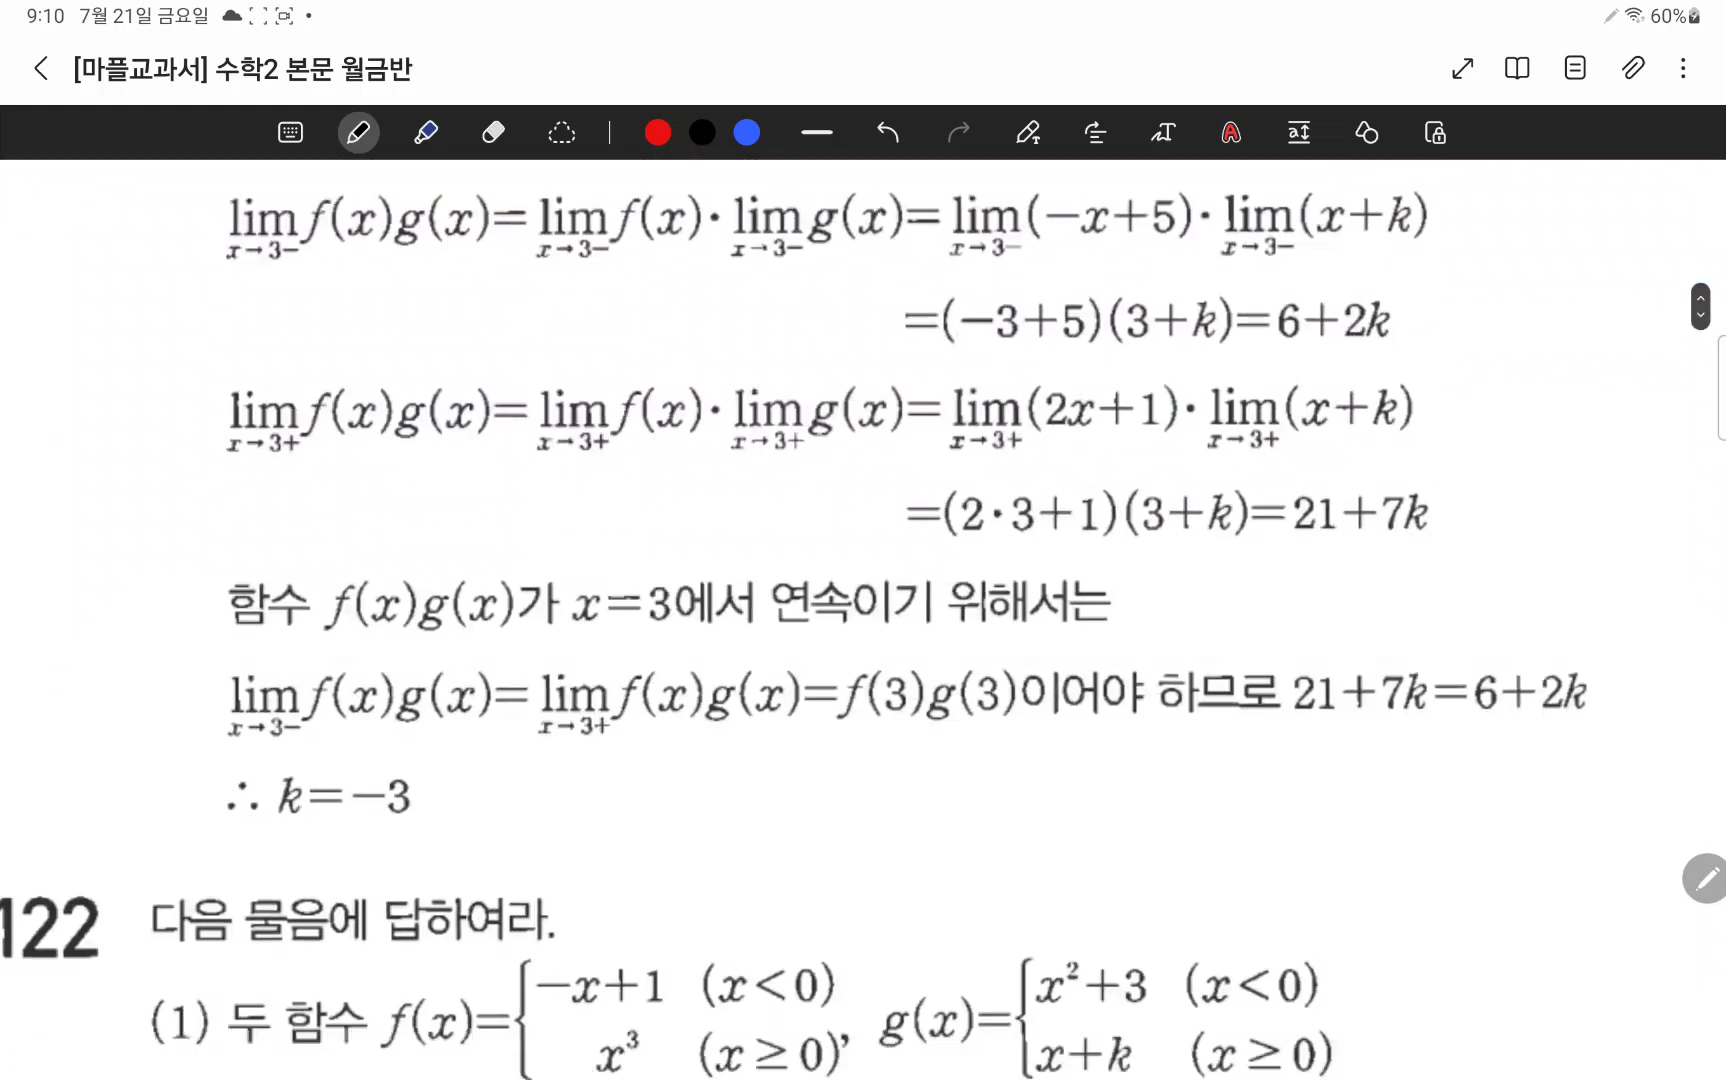 9:10 7월 21일 금요일
60%
[마플교과서] 수학2 본문 월금반
lim_{x→3−} f(x)g(x)=lim_{x→3−} f(x)·lim_{x→3−} g(x)=lim_{x→3−} (−x+5)·lim_{x→3−} (x+k)
=(−3+5)(3+k)=6+2k
lim_{x→3+} f(x)g(x)=lim_{x→3+} f(x)·lim_{x→3+} g(x)=lim_{x→3+} (2x+1)·lim_{x→3+} (x+k)
=(2·3+1)(3+k)=21+7k
함수 f(x)g(x)가 x=3에서 연속이기 위해서는
lim_{x→3−} f(x)g(x)=lim_{x→3+} f(x)g(x)=f(3)g(3)이어야 하므로 21+7k=6+2k
∴ k=−3
122 다음 물음에 답하여라.
(1) 두 함수 f(x)={−x+1 (x<0) x³ (x≥0), g(x)={x²+3 (x<0) x+k (x≥0)